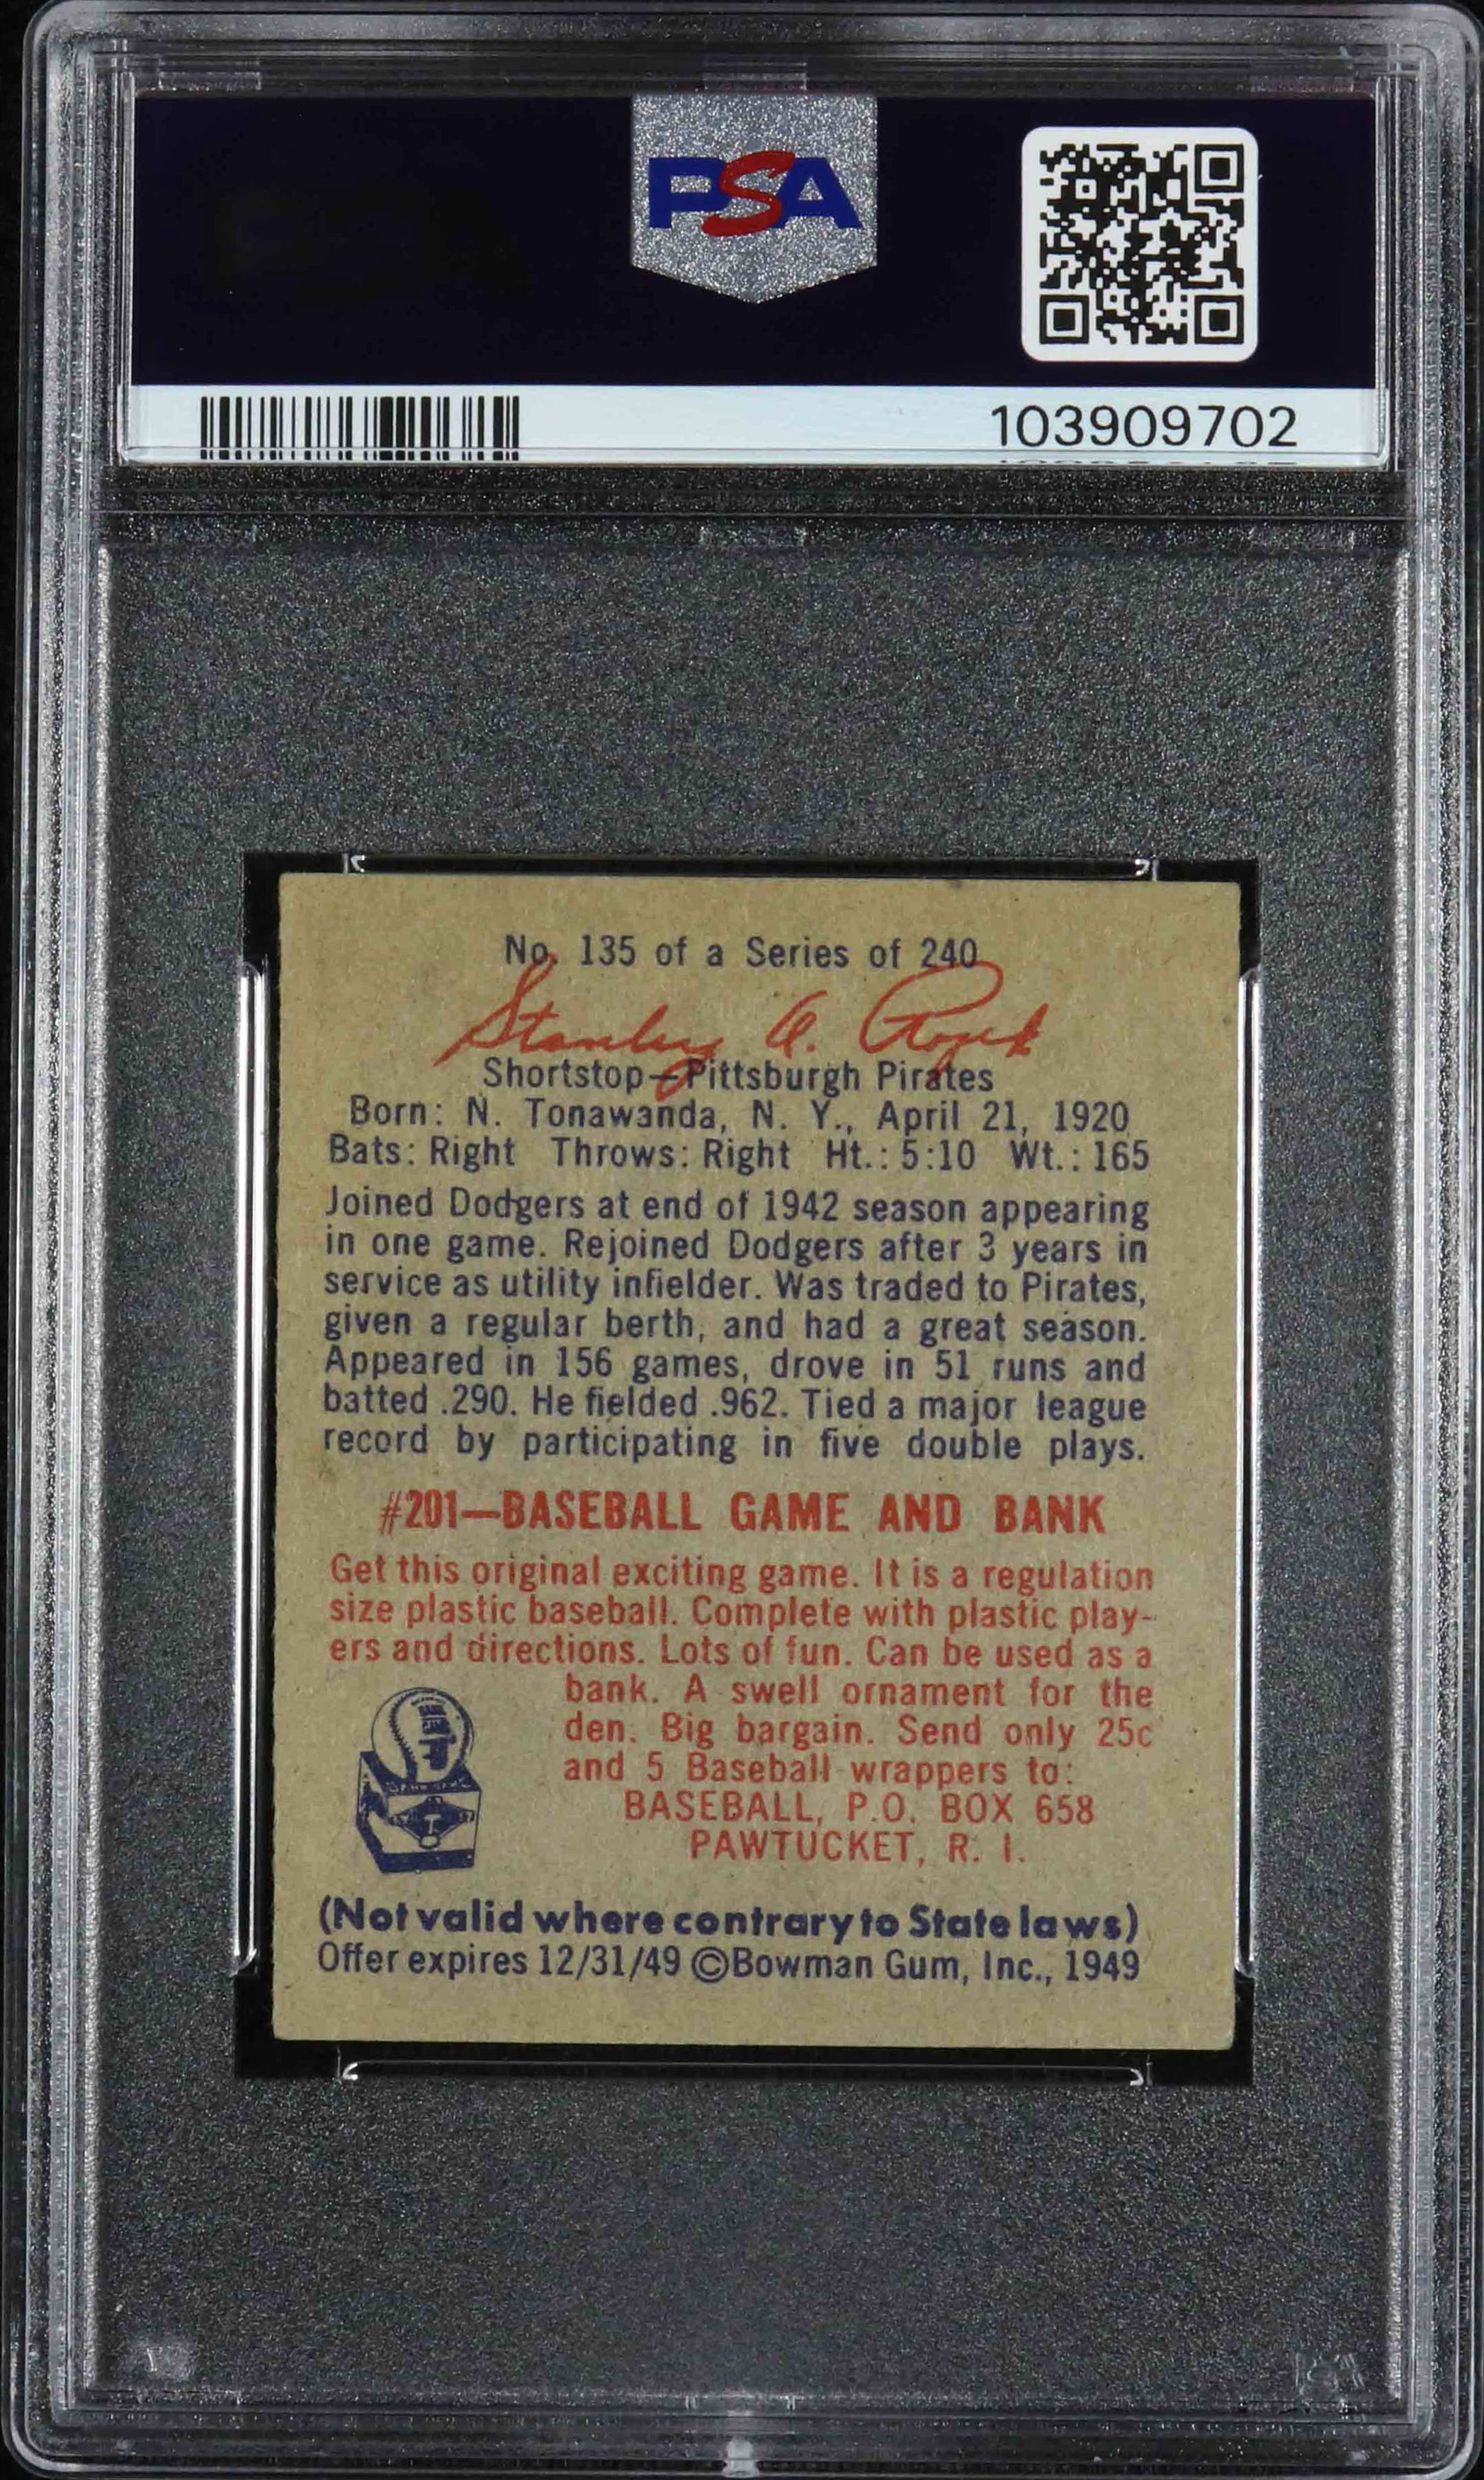 PSA
103909702
No. 135 of a Series of 240
Stanley A. Rojek
Shortstop—Pittsburgh Pirates
Born: N. Tonawanda, N. Y., April 21, 1920
Bats: Right Throws: Right Ht.: 5:10 Wt.: 165
Joined Dodgers at end of 1942 season appearing
in one game. Rejoined Dodgers after 3 years in
service as utility infielder. Was traded to Pirates,
given a regular berth, and had a great season.
Appeared in 156 games, drove in 51 runs and
batted .290. He fielded .962. Tied a major league
record by participating in five double plays.
#201—BASEBALL GAME AND BANK
Get this original exciting game. It is a regulation
size plastic baseball. Complete with plastic play-
ers and directions. Lots of fun. Can be used as a
bank. A swell ornament for the
den. Big bargain. Send only 25c
and 5 Baseball wrappers to:
BASEBALL, P.O. BOX 658
PAWTUCKET, R. I.
(Not valid where contrary to State laws)
Offer expires 12/31/49 ©Bowman Gum, Inc., 1949